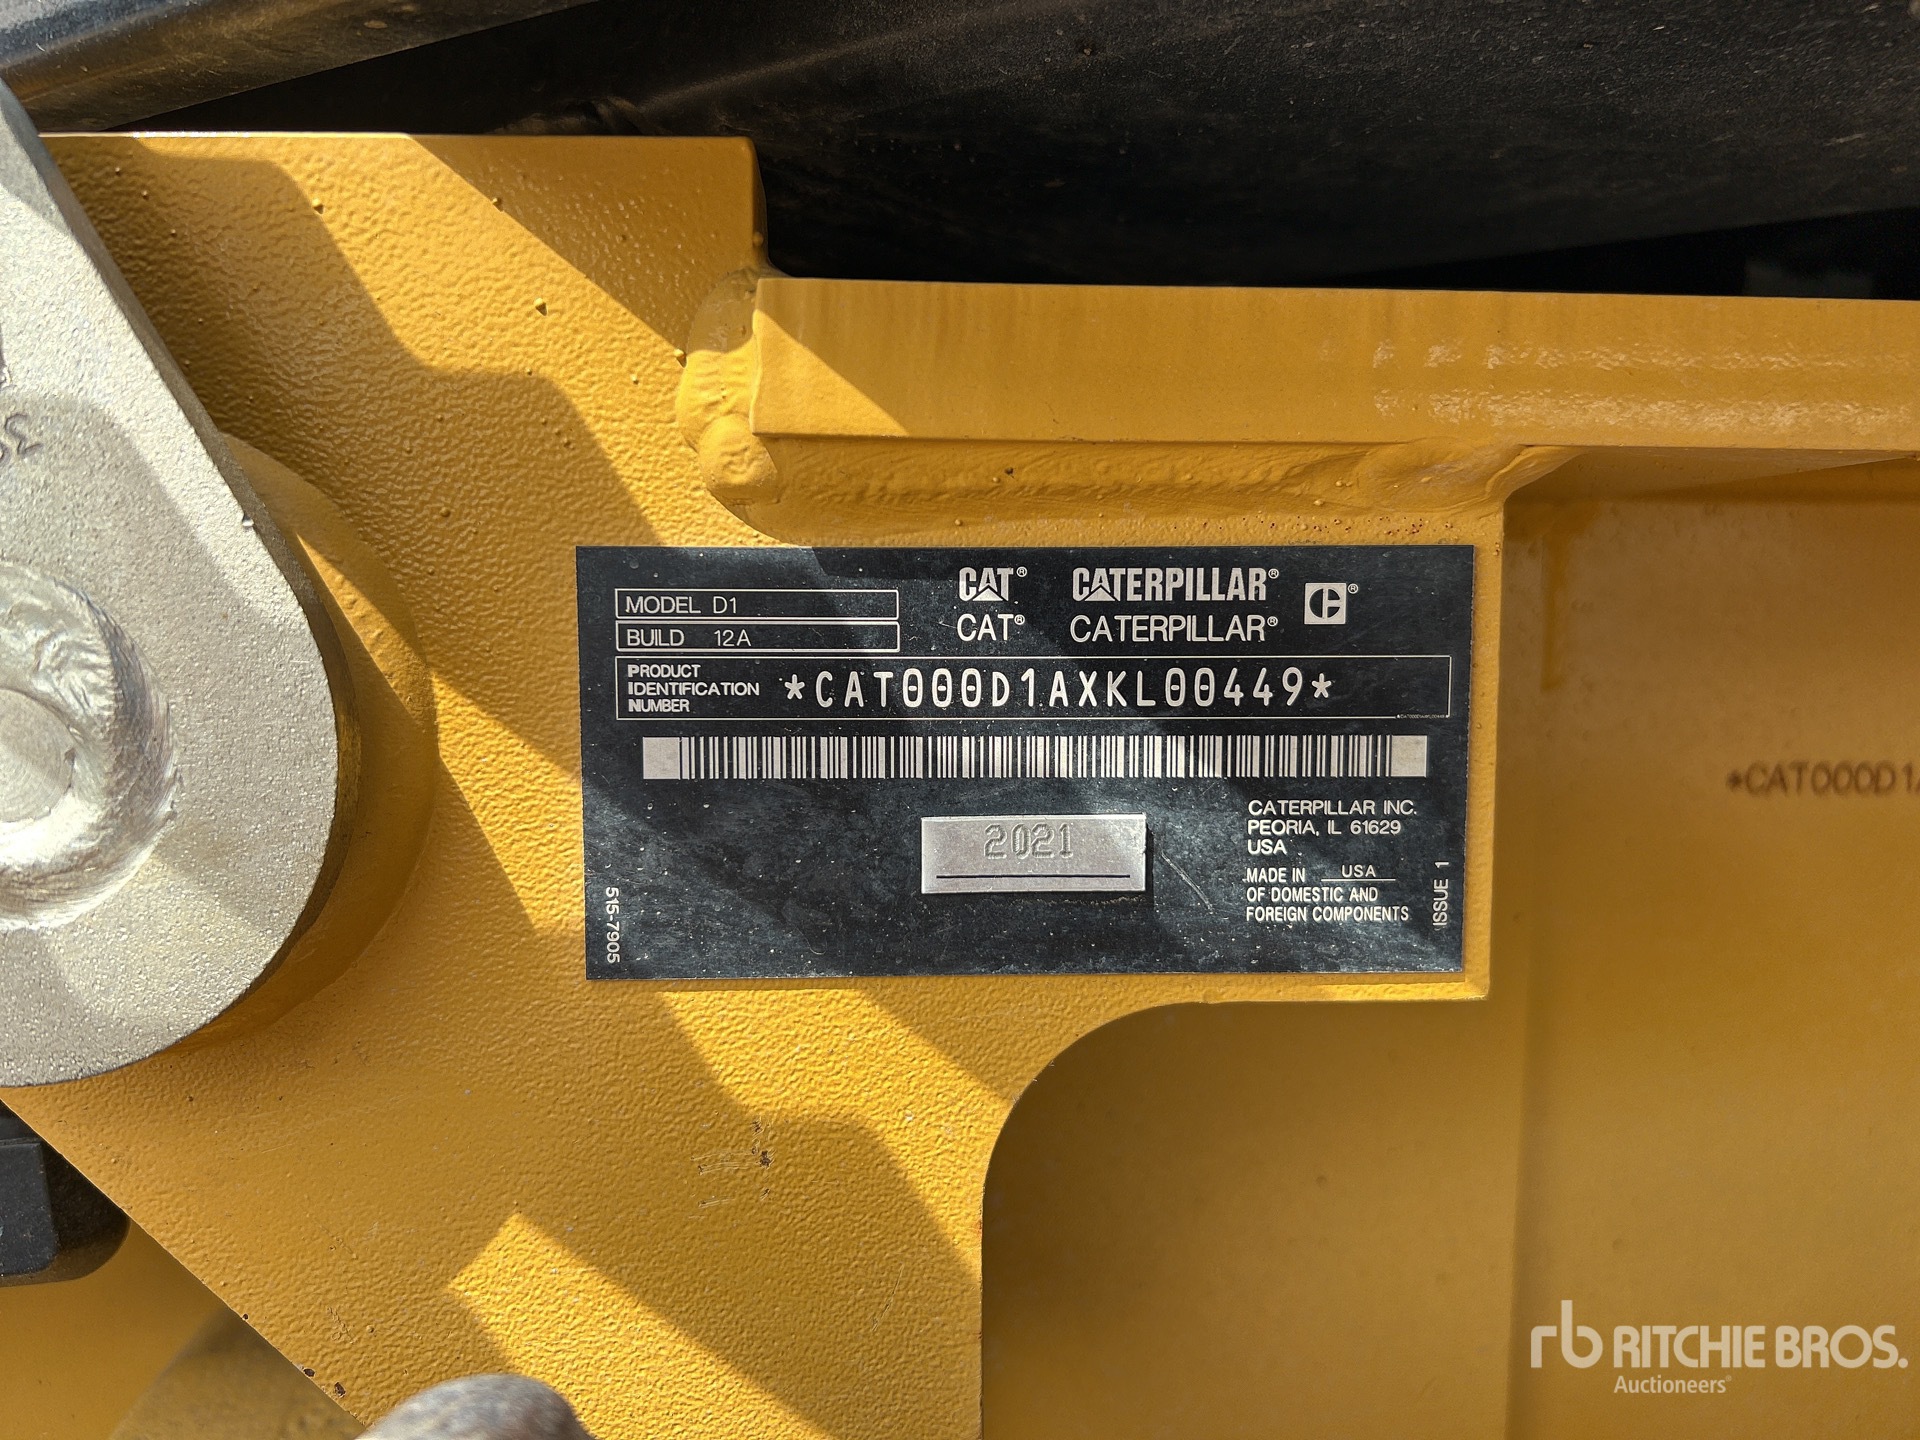 MODEL D1
BUILD 12A
CAT® CATERPILLAR®
CAT® CATERPILLAR®
PRODUCT
IDENTIFICATION
NUMBER
*CAT000D1AXKL00449*
2021
CATERPILLAR INC.
PEORIA, IL 61629
USA
MADE IN USA
OF DOMESTIC AND
FOREIGN COMPONENTS
ISSUE 1
515-7905
*CAT000D1
rb RITCHIE BROS.
Auctioneers